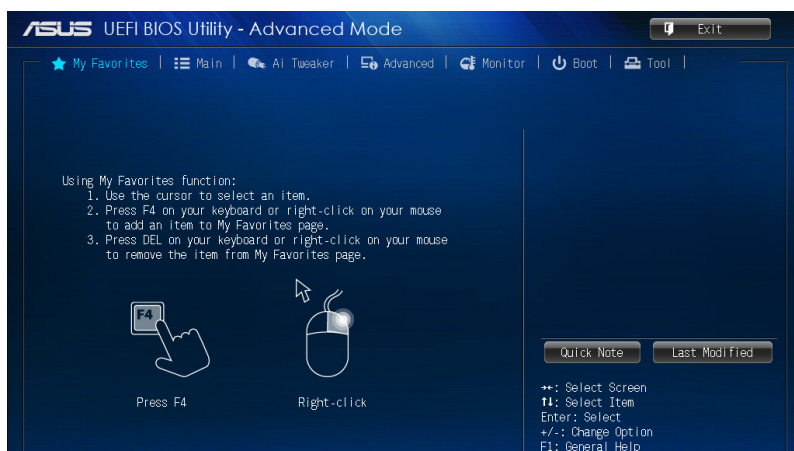 ASUS UEFI BIOS Utility - Advanced Mode
Exit
My Favorites | Main | Ai Tweaker | Advanced | Monitor | Boot | Tool |
Using My Favorites function:
1. Use the cursor to select an item.
2. Press F4 on your keyboard or right-click on your mouse
to add an item to My Favorites page.
3. Press DEL on your keyboard or right-click on your mouse
to remove the item from My Favorites page.
F4
Press F4
Right-click
Quick Note
Last Modified
→←: Select Screen
↑↓: Select Item
Enter: Select
+/-: Change Option
F1: General Help